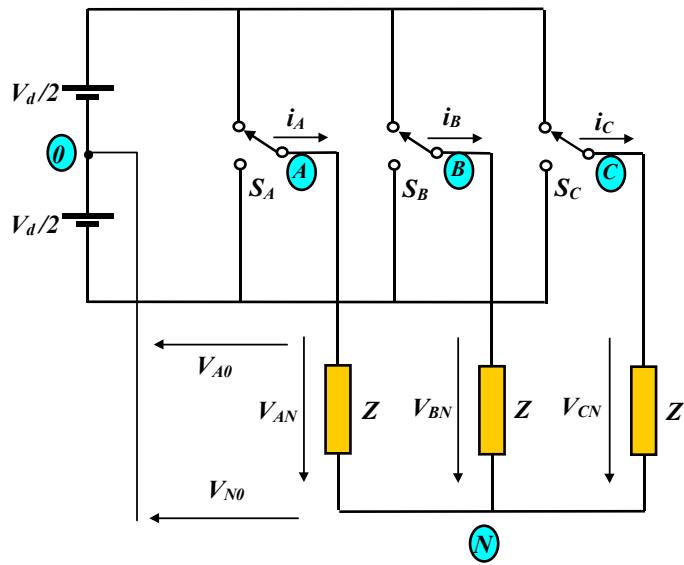 V_d/2
0
V_d/2
i_A
i_B
i_C
A
B
C
S_A
S_B
S_C
V_A0
V_AN
Z
V_BN
Z
V_CN
Z
V_N0
N